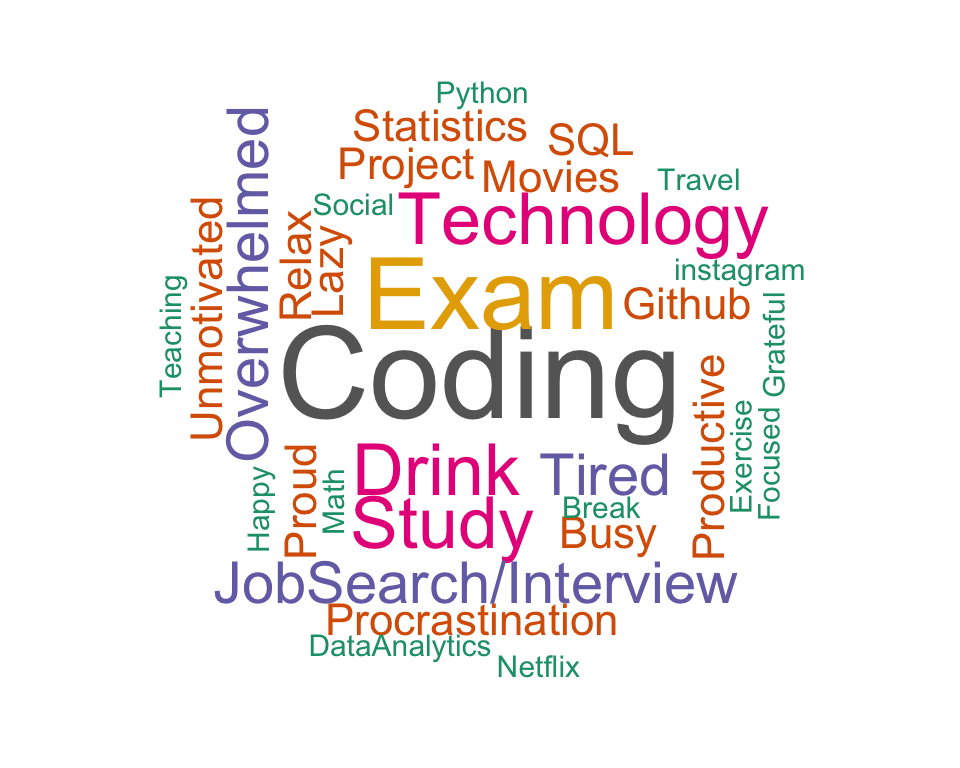 Python
Statistics
SQL
Project
Movies
Travel
Social
Technology
Overwhelmed
Unmotivated
Relax
Lazy
Teaching
Exam
instagram
Github
Grateful
Coding
Productive
Exercise
Focused
Drink
Tired
Happy
Proud
Math
Study
Break
Busy
JobSearch/Interview
Procrastination
DataAnalytics
Netflix